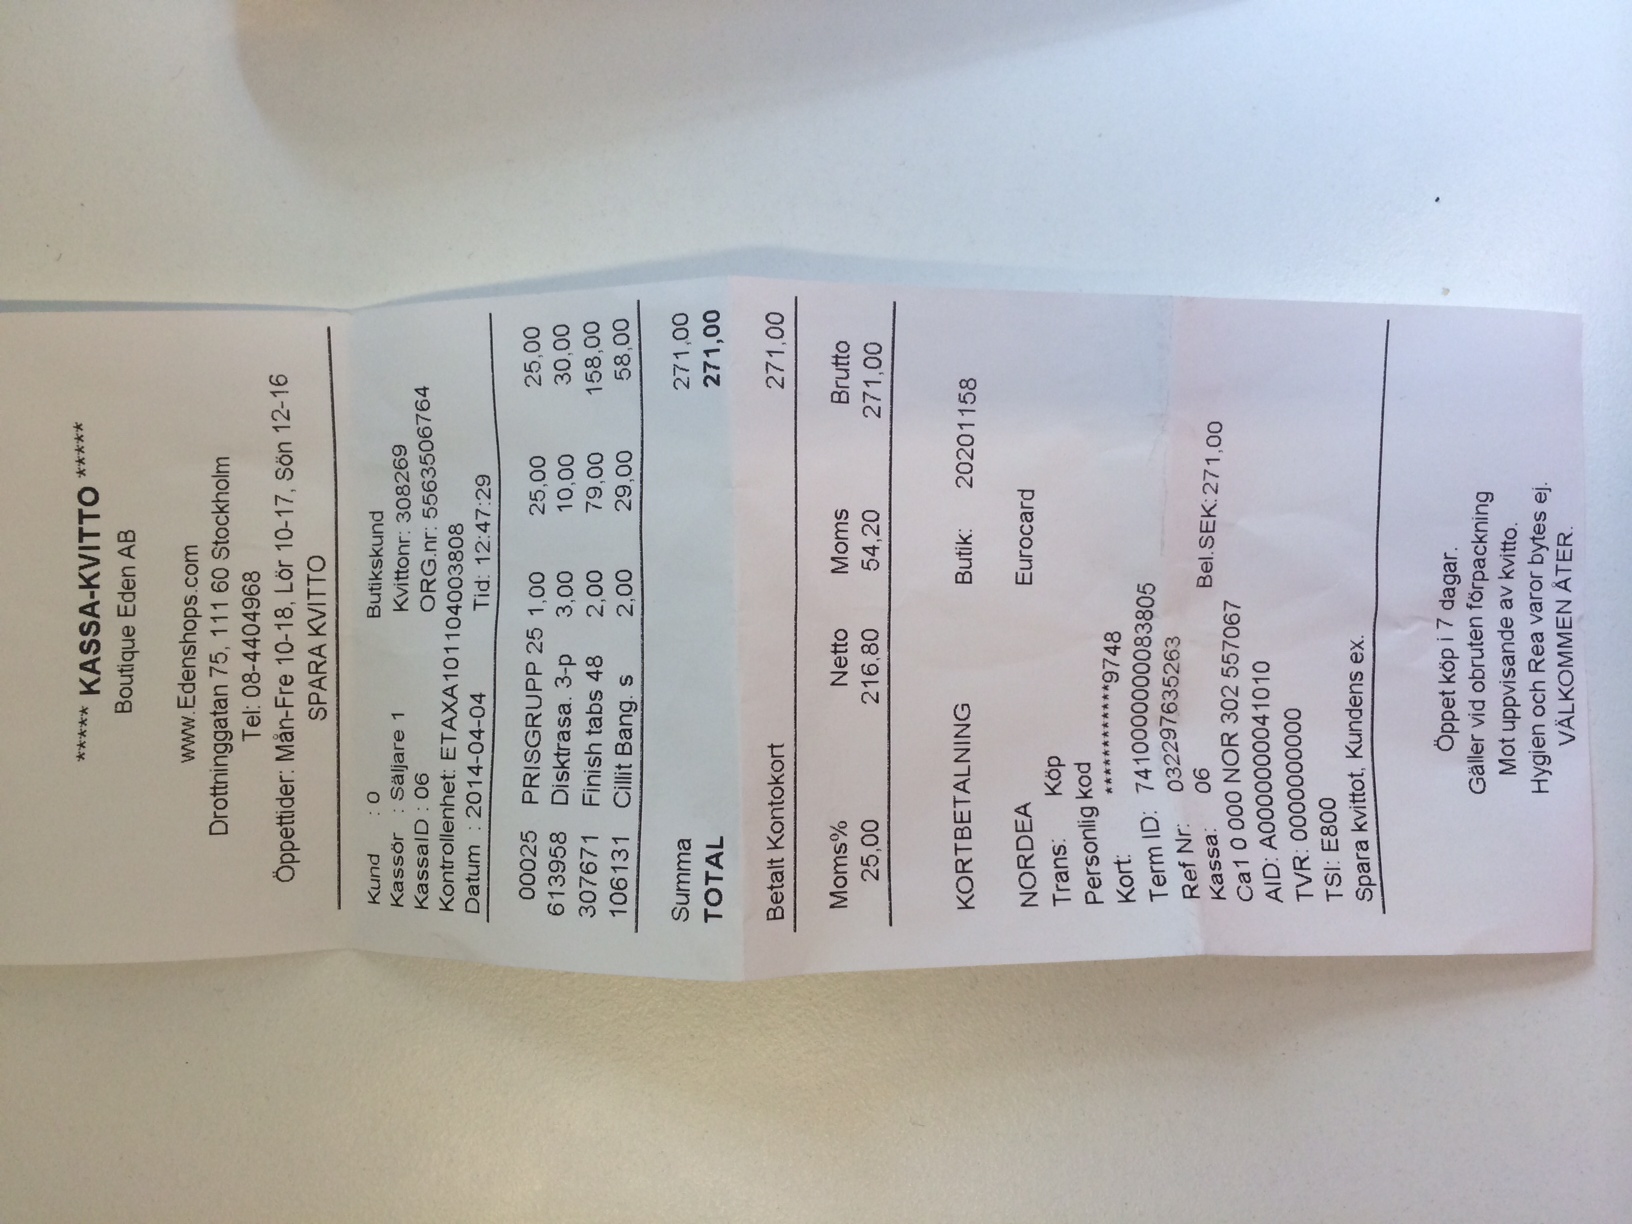 ***** KASSA-KVITTO *****
Boutique Eden AB
www.Edenshops.com
Drottninggatan 75, 111 60 Stockholm
Tel: 08-4404968
Öppettider: Mån-Fre 10-18, Lör 10-17, Sön 12-16
SPARA KVITTO
Kund : 0 Butikskund
Kassör : Säljare 1 Kvittonr: 308269
KassaID : 06 ORG.nr: 5563506764
Kontrollenhet: ETAXA101104003808
Datum : 2014-04-04 Tid: 12:47:29
00025 PRISGRUPP 25 1,00 25,00 25,00
613958 Disktrasa. 3-p 3,00 10,00 30,00
307671 Finish tabs 48 2,00 79,00 158,00
106131 Cillit Bang. s 2,00 29,00 58,00
Summa 271,00
TOTAL 271,00
Betalt Kontokort 271,00
Moms% Netto Moms Brutto
25,00 216,80 54,20 271,00
KORTBETALNING Butik: 20201158
NORDEA Eurocard
Trans: Köp
Personlig kod
Kort: ************9748
Term ID: 7410000000083805
Ref Nr: 032297635263
Kassa: 06 Bel.SEK:271,00
Ca1 0 000 NOR 302 557067
AID: A0000000041010
TVR: 0000000000
TSI: E800
Spara kvittot, Kundens ex.
Öppet köp i 7 dagar.
Gäller vid obruten förpackning
Mot uppvisande av kvitto.
Hygien och Rea varor bytes ej.
VÄLKOMMEN ÅTER.